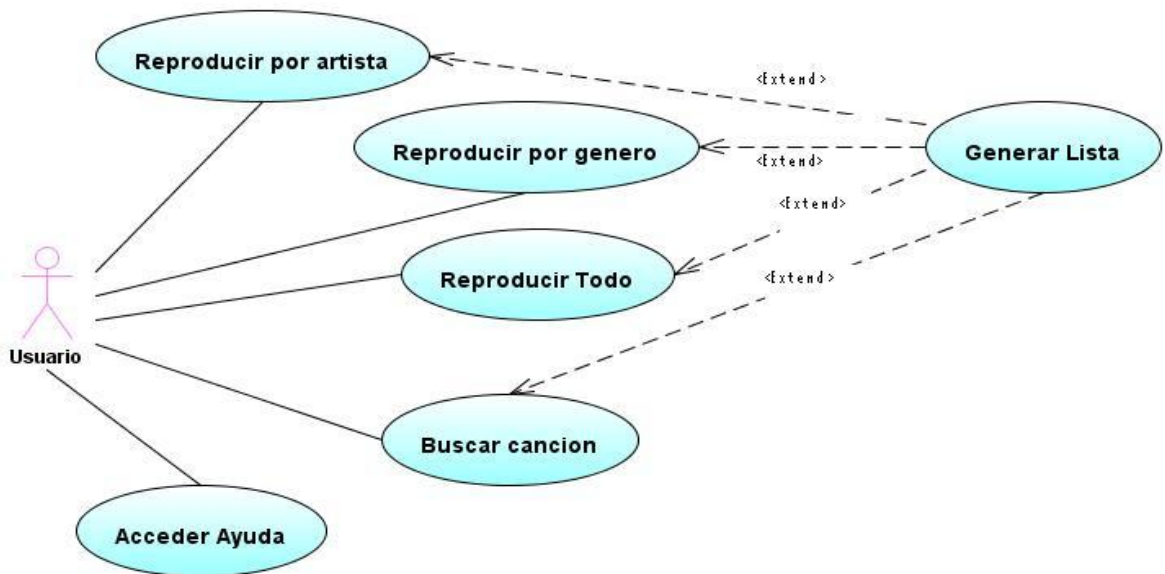 Reproducir por artista
<Extend>
Reproducir por genero
<Extend>
Generar Lista
<Extend>
Reproducir Todo
<Extend>
Usuario
Buscar cancion
Acceder Ayuda